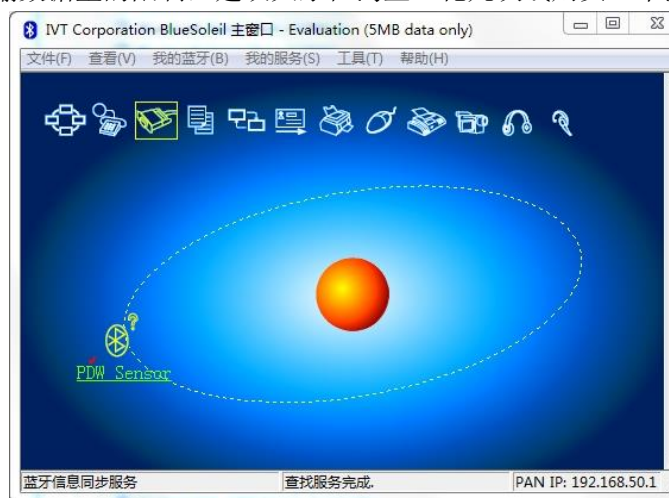 IVT Corporation BlueSoleil 主窗口 - Evaluation (5MB data only)
文件(F) 查看(V) 我的蓝牙(B) 我的服务(S) 工具(T) 帮助(H)
PDW Sensor
蓝牙信息同步服务 查找服务完成. PAN IP: 192.168.50.1